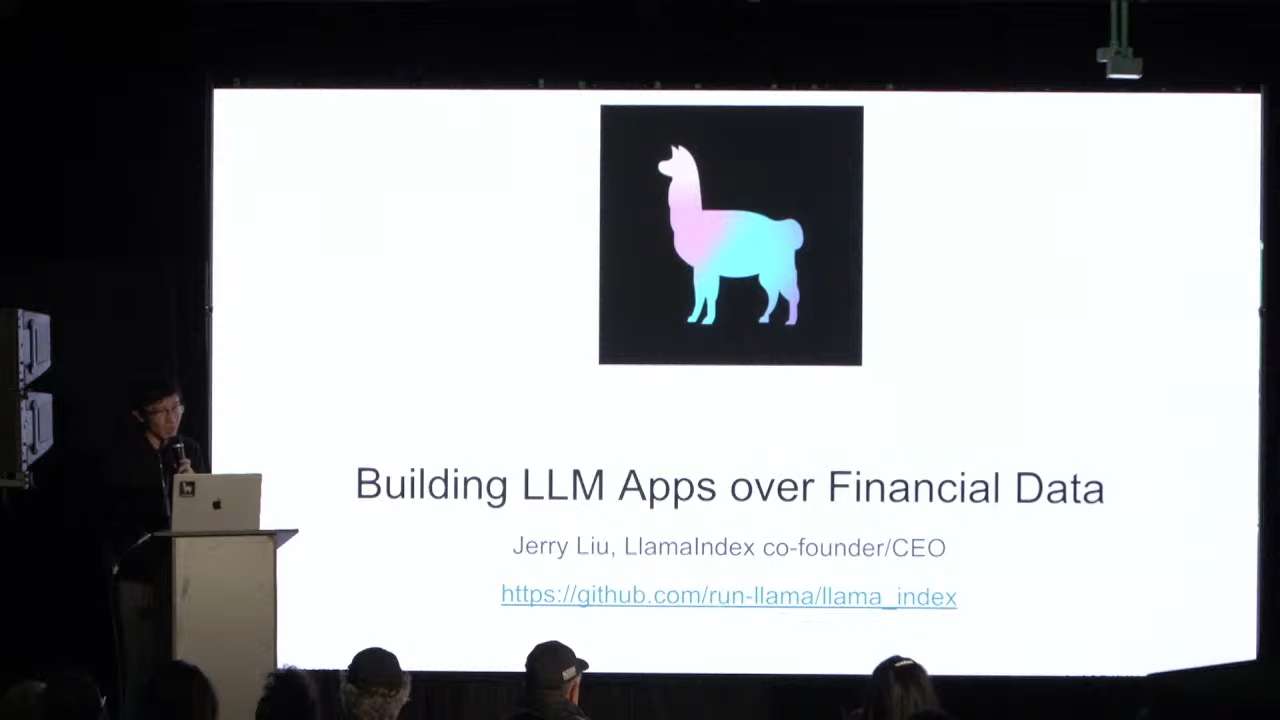 Building LLM Apps over Financial Data
Jerry Liu, LlamaIndex co-founder/CEO
https://github.com/run-llama/llama_index